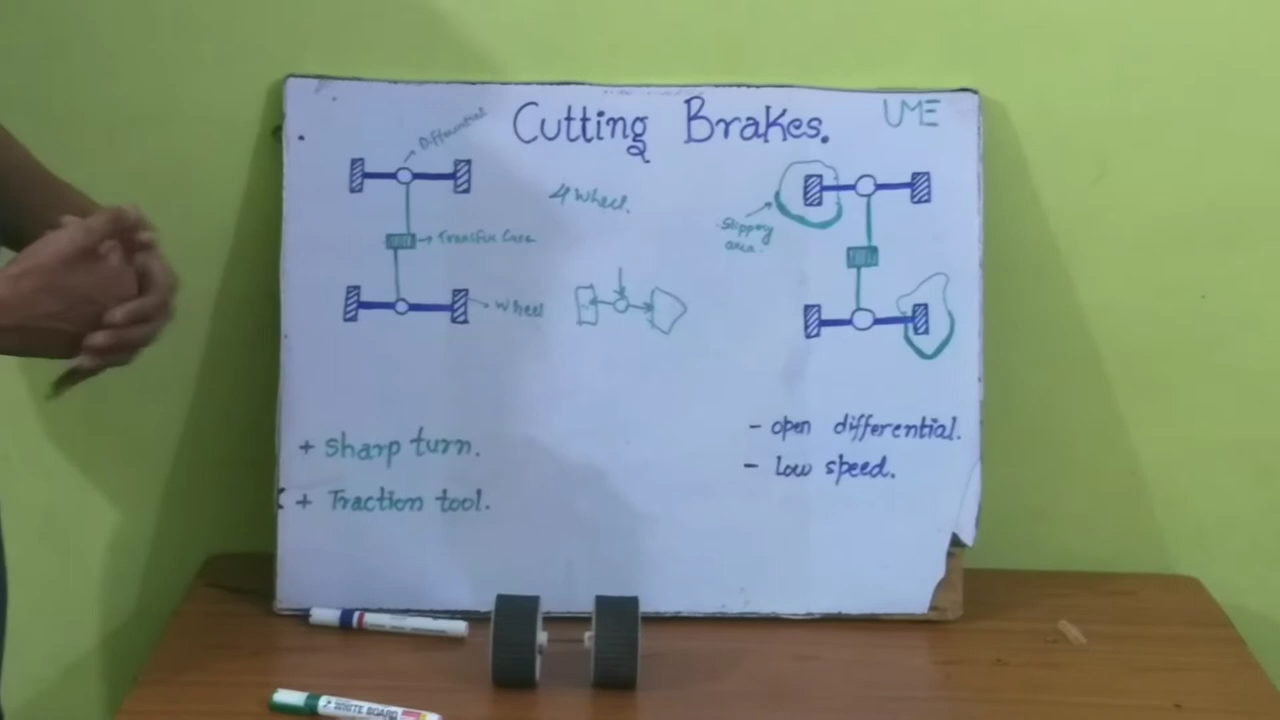 Cutting Brakes.
UME
Differential
4 Wheel.
Slippry
area.
Transfer Case
Wheel
+ Sharp turn.
+ Traction tool.
- open differential.
- Low speed.
WHITE BOARD